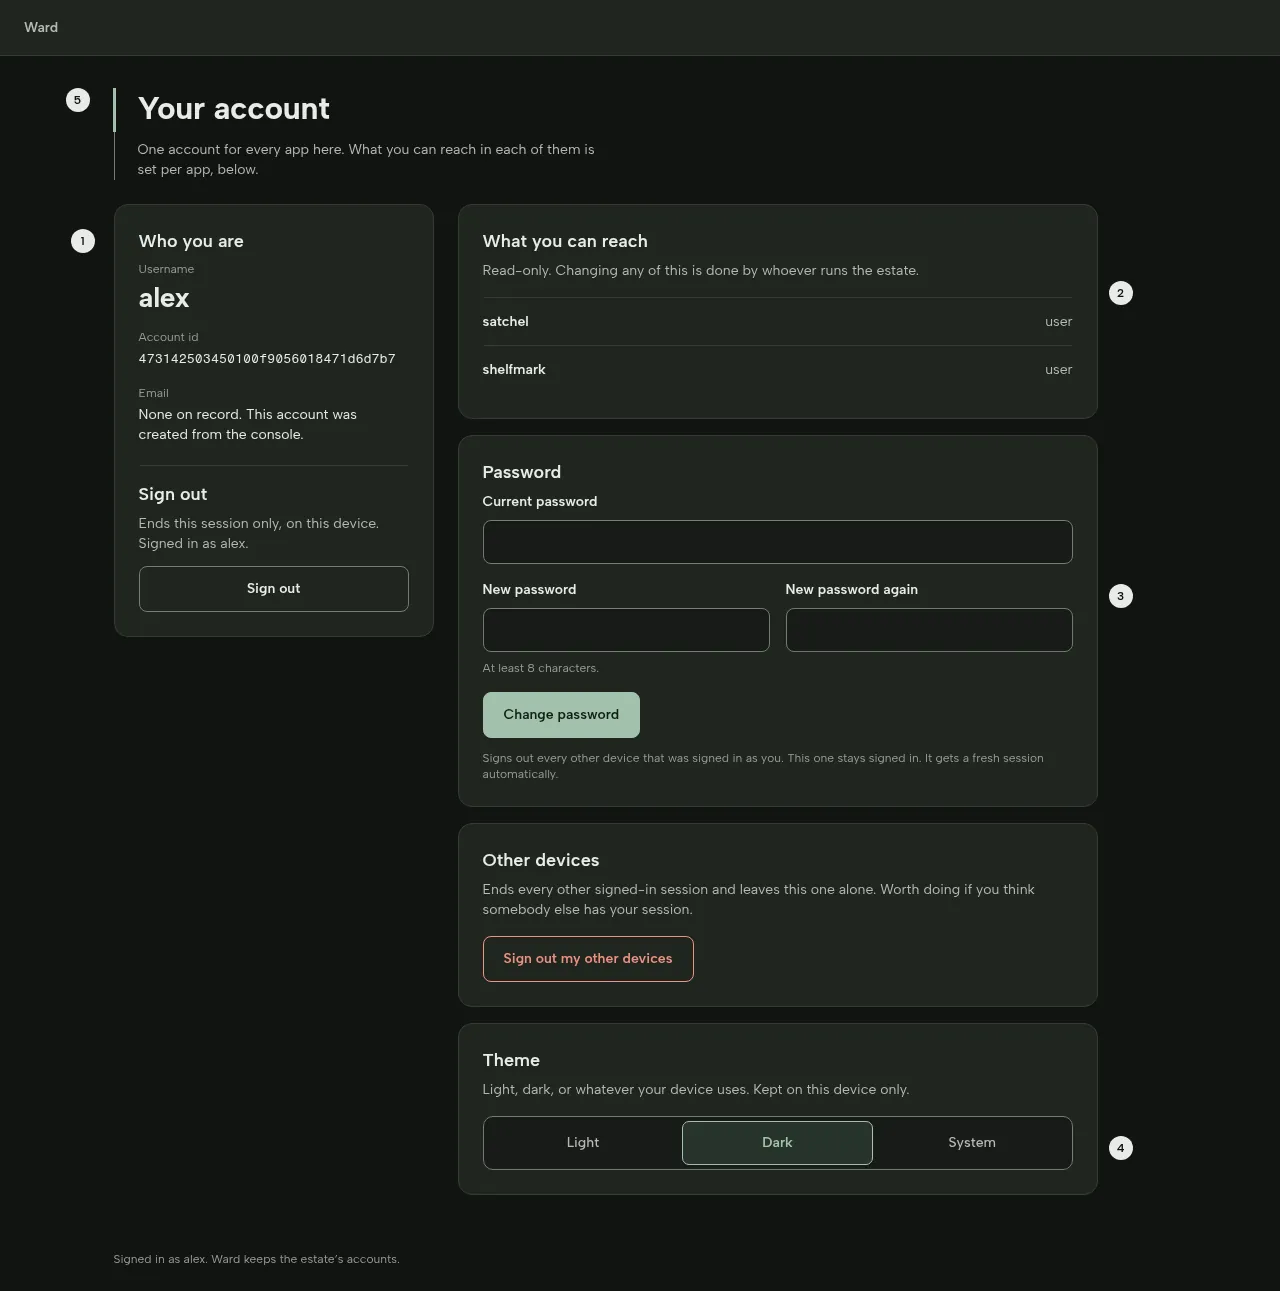 Ward
5
Your account
One account for every app here. What you can reach in each of them is
set per app, below.
1
Who you are
Username
alex
Account id
473142503450100f9056018471d6d7b7
Email
None on record. This account was
created from the console.
Sign out
Ends this session only, on this device.
Signed in as alex.
Sign out
What you can reach
Read-only. Changing any of this is done by whoever runs the estate.
2
satchel user
shelfmark user
Password
Current password
New password New password again
3
At least 8 characters.
Change password
Signs out every other device that was signed in as you. This one stays signed in. It gets a fresh session
automatically.
Other devices
Ends every other signed-in session and leaves this one alone. Worth doing if you think
somebody else has your session.
Sign out my other devices
Theme
Light, dark, or whatever your device uses. Kept on this device only.
Light Dark System
4
Signed in as alex. Ward keeps the estate's accounts.